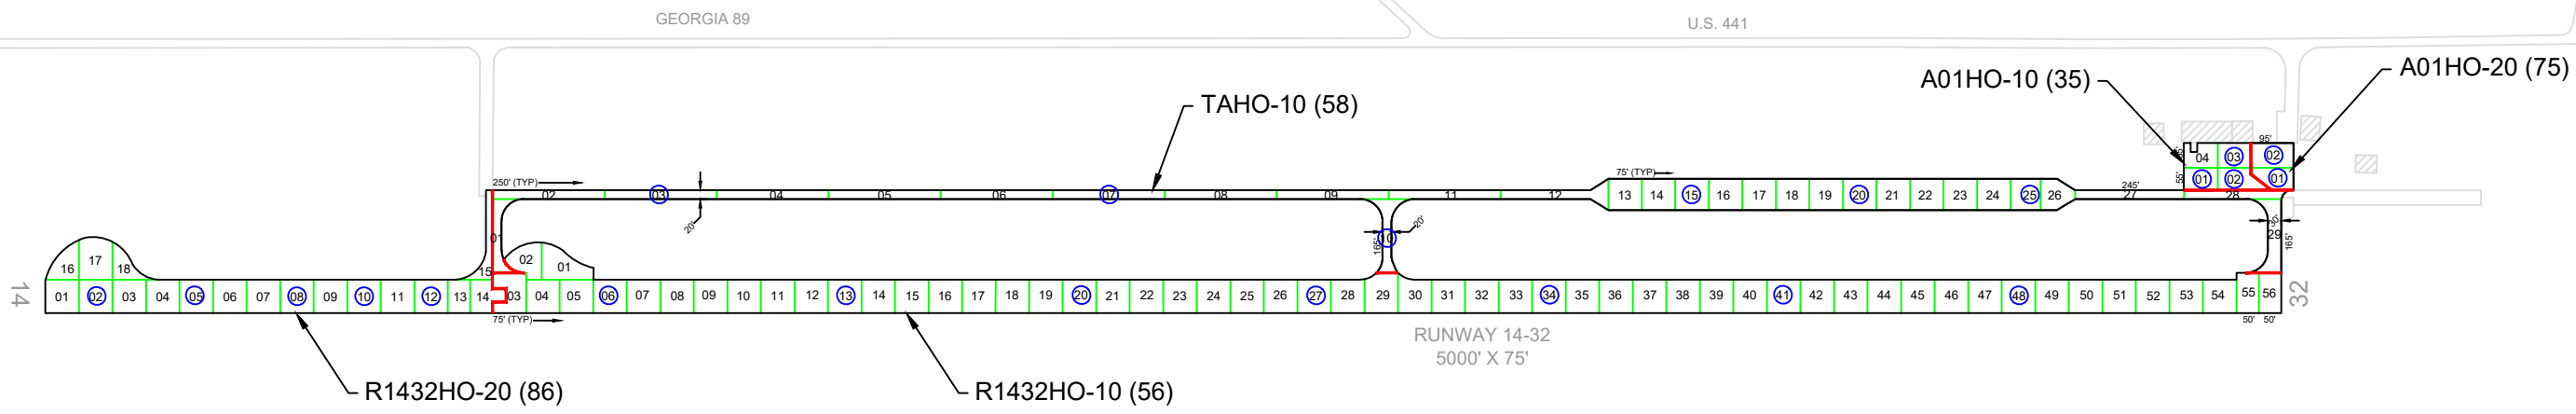 GEORGIA 89
U.S. 441
A01HO-10 (35)
A01HO-20 (75)
TAHO-10 (58)
95'
04 03 02
55'
01 02 01
250' (TYP)
75' (TYP)
245'
02 03 04 05 06 07 08 09 11 12 13 14 15 16 17 18 19 20 21 22 23 24 25 26 27 28
20'
20'
30'
01
10
165'
29
165'
16 17 18
15
02 01
14
01 02 03 04 05 06 07 08 09 10 11 12 13 14 03 04 05 06 07 08 09 10 11 12 13 14 15 16 17 18 19 20 21 22 23 24 25 26 27 28 29 30 31 32 33 34 35 36 37 38 39 40 41 42 43 44 45 46 47 48 49 50 51 52 53 54 55 56
32
75' (TYP)
50' 50'
RUNWAY 14-32
5000' X 75'
R1432HO-20 (86)
R1432HO-10 (56)